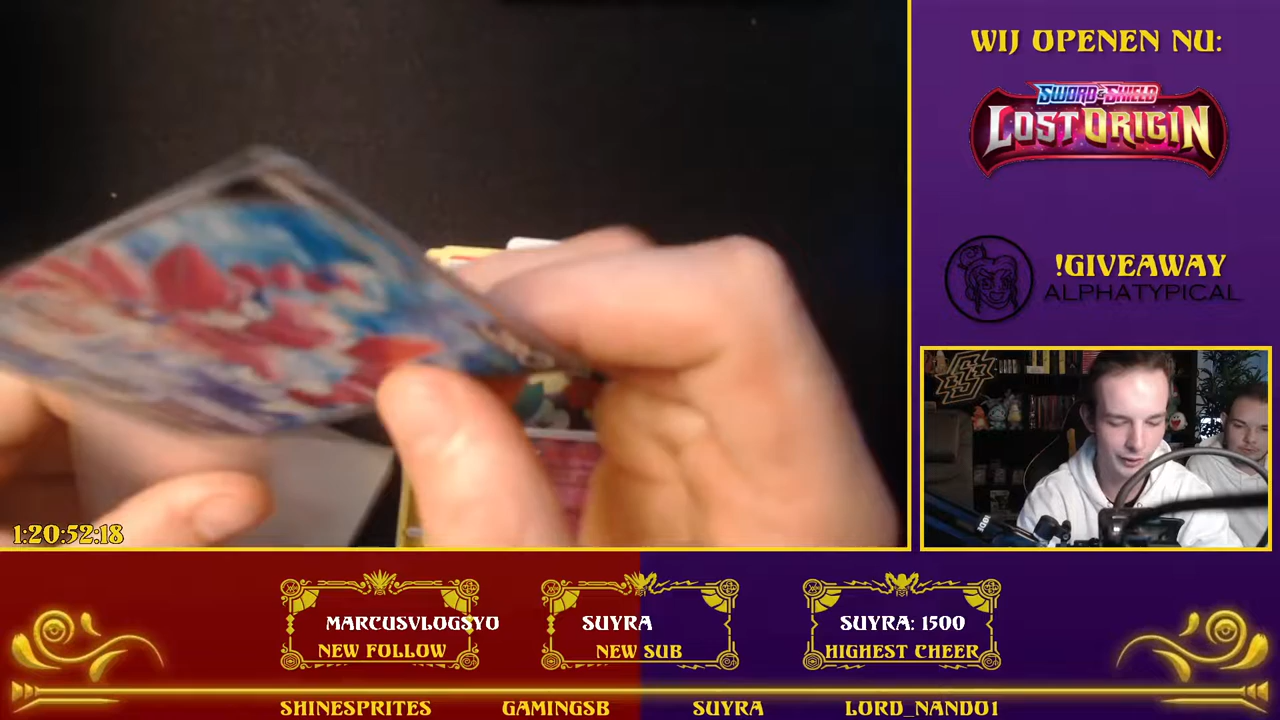 WIJ OPENEN NU:
SWORD & SHIELD
LOST ORIGIN
!GIVEAWAY
ALPHATYPICAL
1:20:52:18
MARCUSVLOGSYO
NEW FOLLOW
SUYRA
NEW SUB
SUYRA: 1500
HIGHEST CHEER
SHINESPRITES
GAMINGSB
SUYRA
LORD_NANDO1